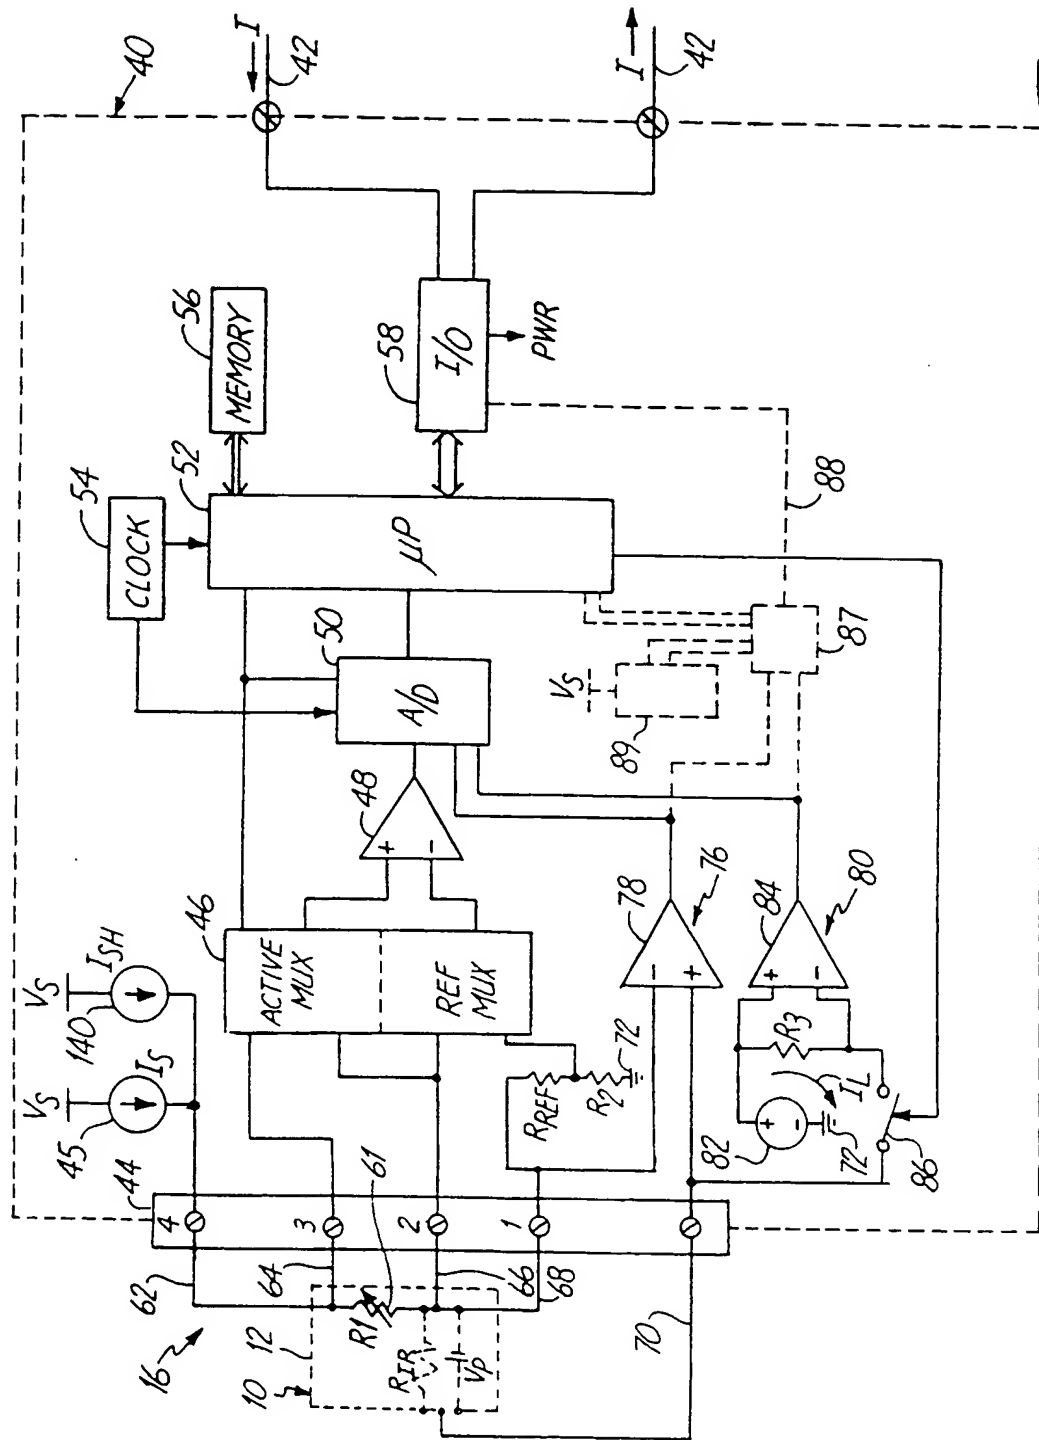 40
I
42
I
42
56
MEMORY
58
I/O
PWR
54
CLOCK
52
μP
88
50
A/D
VS
89
87
48
+
−
VS
ISH
140
VS
IS
45
46
ACTIVE
MUX
REF
MUX
78
−
+
76
84
+
−
80
RREF
R2
72
R3
82
+
−
72
IL
86
44
4
3
2
1
61
62
64
66
68
70
16
12
10
R1
RIR
VP